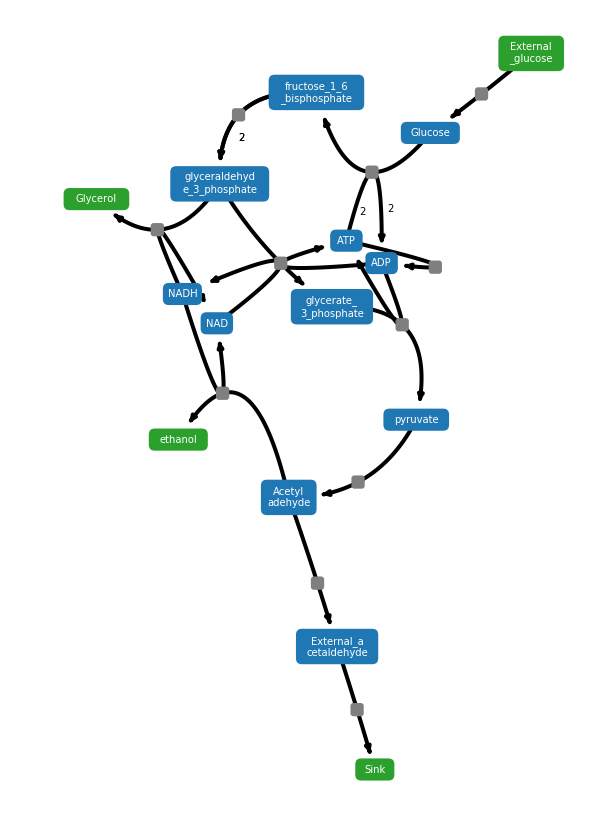 External
_glucose
fructose_1_6
_bisphosphate
Glucose
2
glyceraldehyd
e_3_phosphate
Glycerol
2
2
ATP
ADP
NADH
glycerate_
3_phosphate
NAD
pyruvate
ethanol
Acetyl
adehyde
External_a
cetaldehyde
Sink